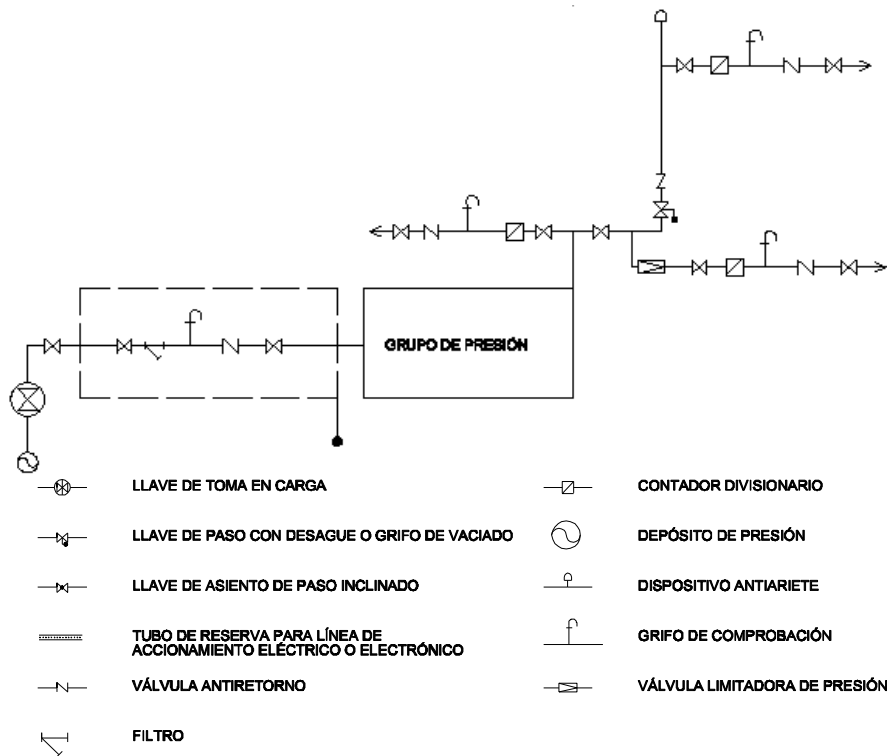 GRUPO DE PRESIÓN
LLAVE DE TOMA EN CARGA
CONTADOR DIVISIONARIO
LLAVE DE PASO CON DESAGUE O GRIFO DE VACIADO
DEPÓSITO DE PRESIÓN
LLAVE DE ASIENTO DE PASO INCLINADO
DISPOSITIVO ANTIARIETE
TUBO DE RESERVA PARA LÍNEA DE
ACCIONAMIENTO ELÉCTRICO O ELECTRÓNICO
GRIFO DE COMPROBACIÓN
VÁLVULA ANTIRETORNO
VÁLVULA LIMITADORA DE PRESIÓN
FILTRO